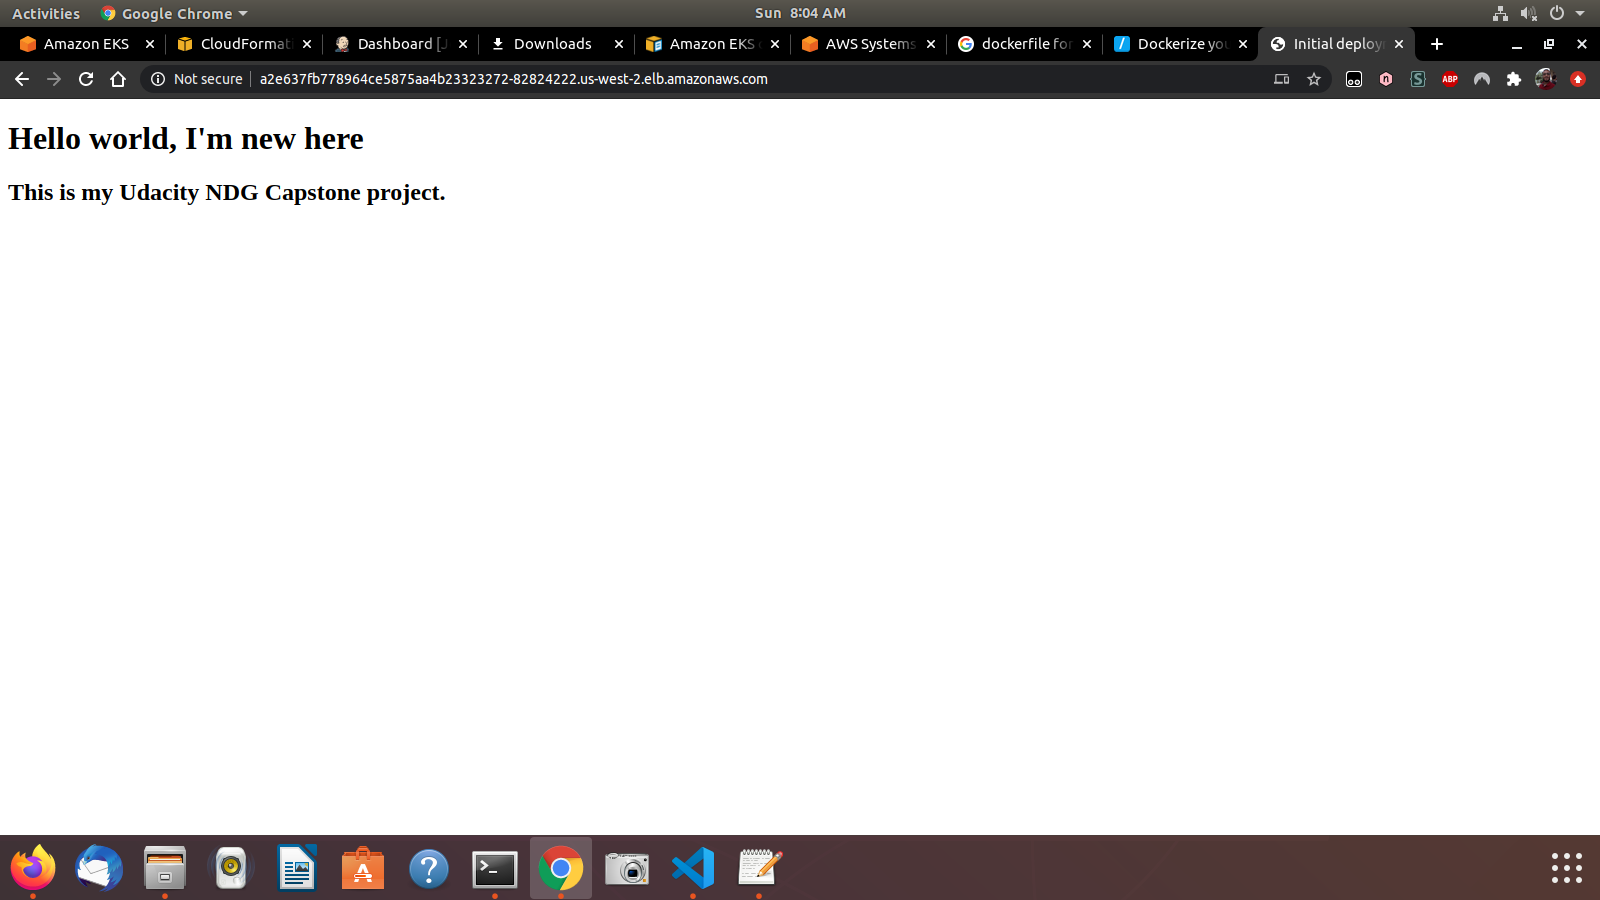 Activities Google Chrome Sun 8:04 AM
Amazon EKS CloudFormati Dashboard [J Downloads Amazon EKS AWS Systems dockerfile for Dockerize you Initial deploy
Not secure a2e637fb778964ce5875aa4b23323272-82824222.us-west-2.elb.amazonaws.com ABP
Hello world, I'm new here
This is my Udacity NDG Capstone project.